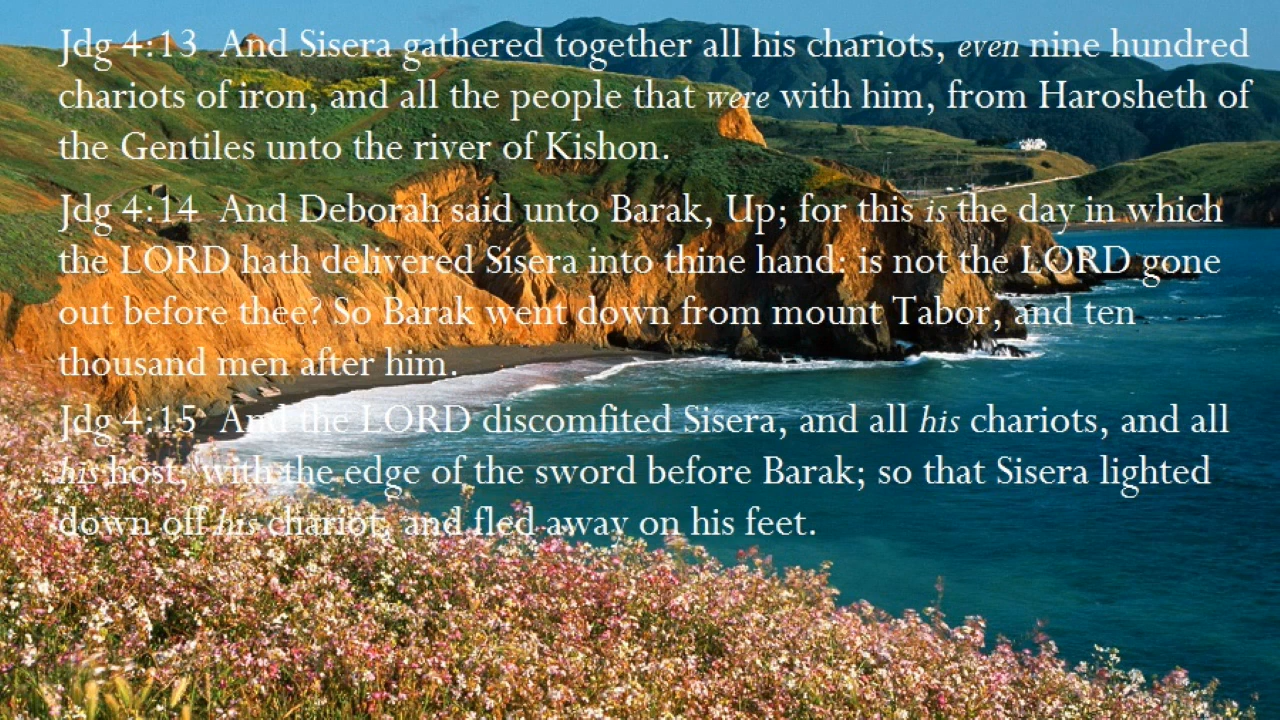 Jdg 4:13 And Sisera gathered together all his chariots, even nine hundred
chariots of iron, and all the people that were with him, from Harosheth of
the Gentiles unto the river of Kishon.
Jdg 4:14 And Deborah said unto Barak, Up; for this is the day in which
the LORD hath delivered Sisera into thine hand: is not the LORD gone
out before thee? So Barak went down from mount Tabor, and ten
thousand men after him.
Jdg 4:15 And the LORD discomfited Sisera, and all his chariots, and all
his host, with the edge of the sword before Barak; so that Sisera lighted
down off his chariot, and fled away on his feet.